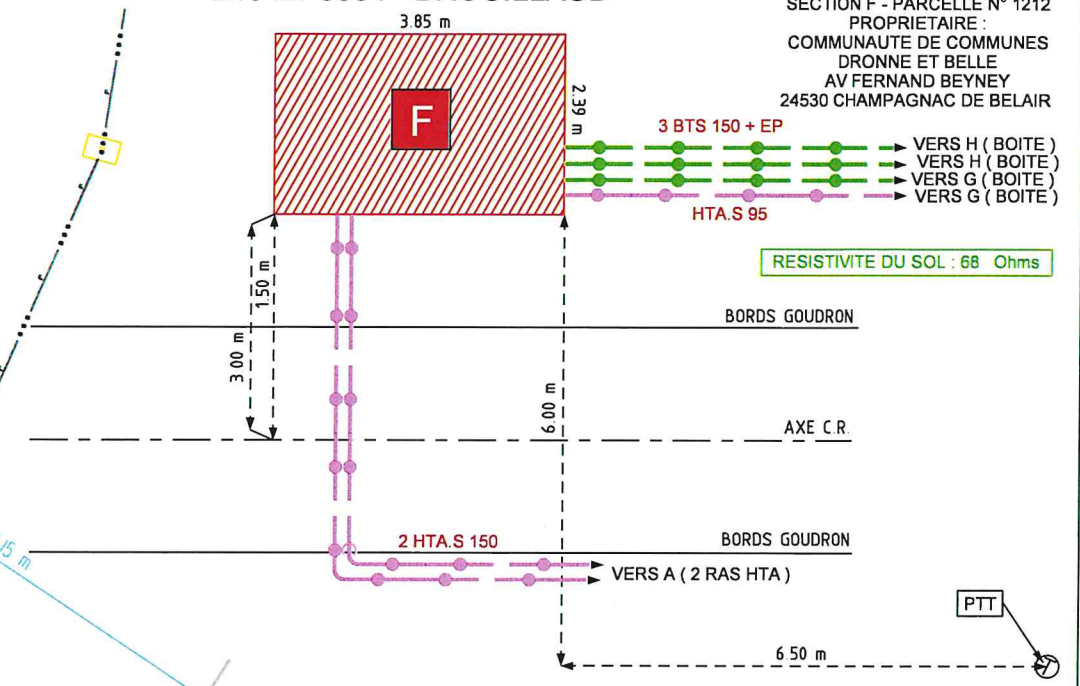 SECTION F - PARCELLE N° 1212
PROPRIETAIRE :
COMMUNAUTE DE COMMUNES
DRONNE ET BELLE
AV FERNAND BEYNEY
24530 CHAMPAGNAC DE BELAIR
3.85 m
F
2.39 m
3 BTS 150 + EP
VERS H ( BOITE )
VERS H ( BOITE )
VERS G ( BOITE )
VERS G ( BOITE )
HTA.S 95
RESISTIVITE DU SOL : 68 Ohms
1.50 m
3.00 m
BORDS GOUDRON
6.00 m
AXE C.R.
2 HTA.S 150
BORDS GOUDRON
VERS A ( 2 RAS HTA )
PTT
6.50 m